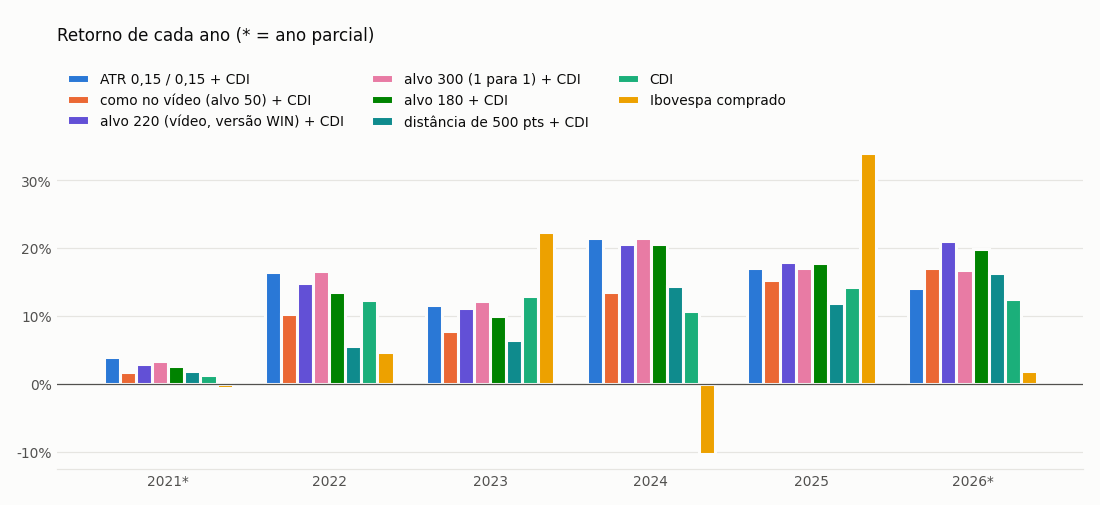 Retorno de cada ano (* = ano parcial)
ATR 0,15 / 0,15 + CDI
como no vídeo (alvo 50) + CDI
alvo 220 (vídeo, versão WIN) + CDI
alvo 300 (1 para 1) + CDI
alvo 180 + CDI
distância de 500 pts + CDI
CDI
Ibovespa comprado
30%
20%
10%
0%
-10%
2021* 2022 2023 2024 2025 2026*